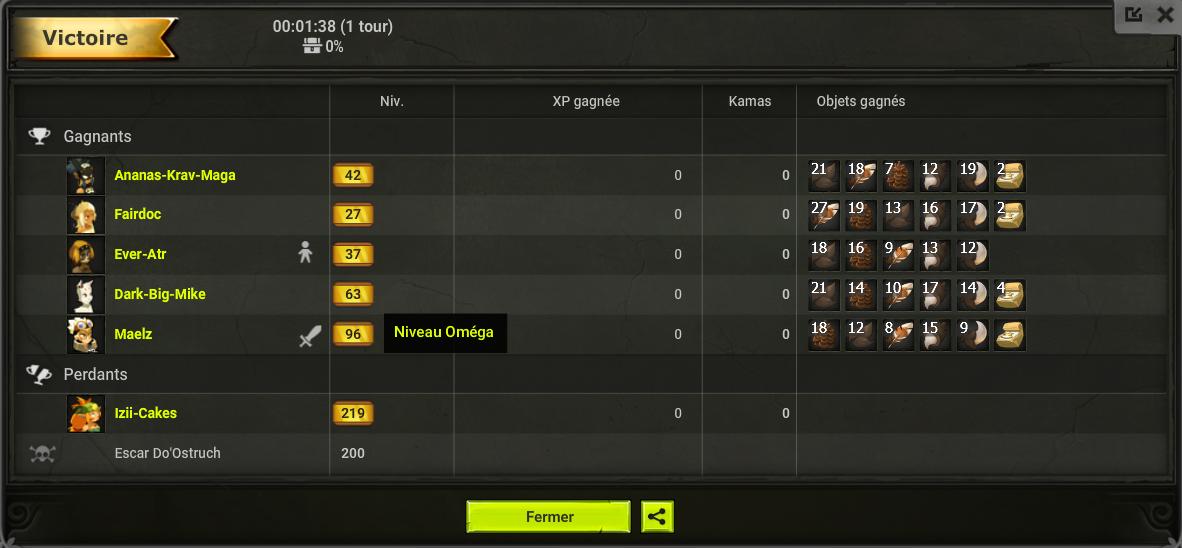 Victoire
00:01:38 (1 tour)
0%
Niv. XP gagnée Kamas Objets gagnés
Gagnants
Ananas-Krav-Maga 42 0 0 21 18 7 12 19 2
Fairdoc 27 0 0 27 19 13 16 17 2
Ever-Atr 37 0 0 18 16 9 13 12
Dark-Big-Mike 63 0 0 21 14 10 17 14 4
Maelz 96 Niveau Oméga 0 0 18 12 8 15 9
Perdants
Izii-Cakes 219 0 0
Escar Do'Ostruch 200
Fermer